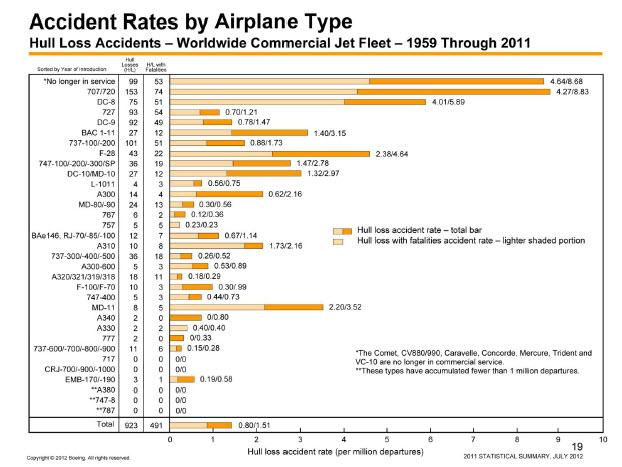 Accident Rates by Airplane Type
Hull Loss Accidents – Worldwide Commercial Jet Fleet – 1959 Through 2011
Sorted by Year of Introduction
Hull Losses (H/L)
H/L with Fatalities
*No longer in service 99 53 4.64/8.68
707/720 153 74 4.27/8.83
DC-8 75 51 4.01/5.89
727 93 54 0.70/1.21
DC-9 92 49 0.78/1.47
BAC 1-11 27 12 1.40/3.15
737-100/-200 101 51 0.88/1.73
F-28 43 22 2.38/4.64
747-100/-200/-300/SP 36 19 1.47/2.78
DC-10/MD-10 27 12 1.32/2.97
L-1011 4 3 0.56/0.75
A300 14 4 0.62/2.16
MD-80/-90 24 13 0.30/0.56
767 6 2 0.12/0.36
757 5 5 0.23/0.23
BAe146, RJ-70/-85/-100 12 7 0.67/1.14
A310 10 8 1.73/2.16
737-300/-400/-500 36 18 0.26/0.52
A300-600 5 3 0.53/0.89
A320/321/319/318 18 11 0.18/0.29
F-100/F-70 10 3 0.30/.99
747-400 5 3 0.44/0.73
MD-11 8 5 2.20/3.52
A340 2 0 0/0.80
A330 2 2 0.40/0.40
777 2 0 0/0.33
737-600/-700/-800/-900 11 6 0.15/0.28
717 0 0 0/0
CRJ-700/-900/-1000 0 0 0/0
EMB-170/-190 3 1 0.19/0.58
**A380 0 0 0/0
**747-8 0 0 0/0
**787 0 0 0/0
Total 923 491 0.80/1.51
Hull loss accident rate – total bar
Hull loss with fatalities accident rate – lighter shaded portion
*The Comet, CV880/990, Caravelle, Concorde, Mercure, Trident and
VC-10 are no longer in commercial service.
**These types have accumulated fewer than 1 million departures.
0 1 2 3 4 5 6 7 8 9 10
Hull loss accident rate (per million departures)
19
Copyright © 2012 Boeing. All rights reserved.
2011 STATISTICAL SUMMARY, JULY 2012